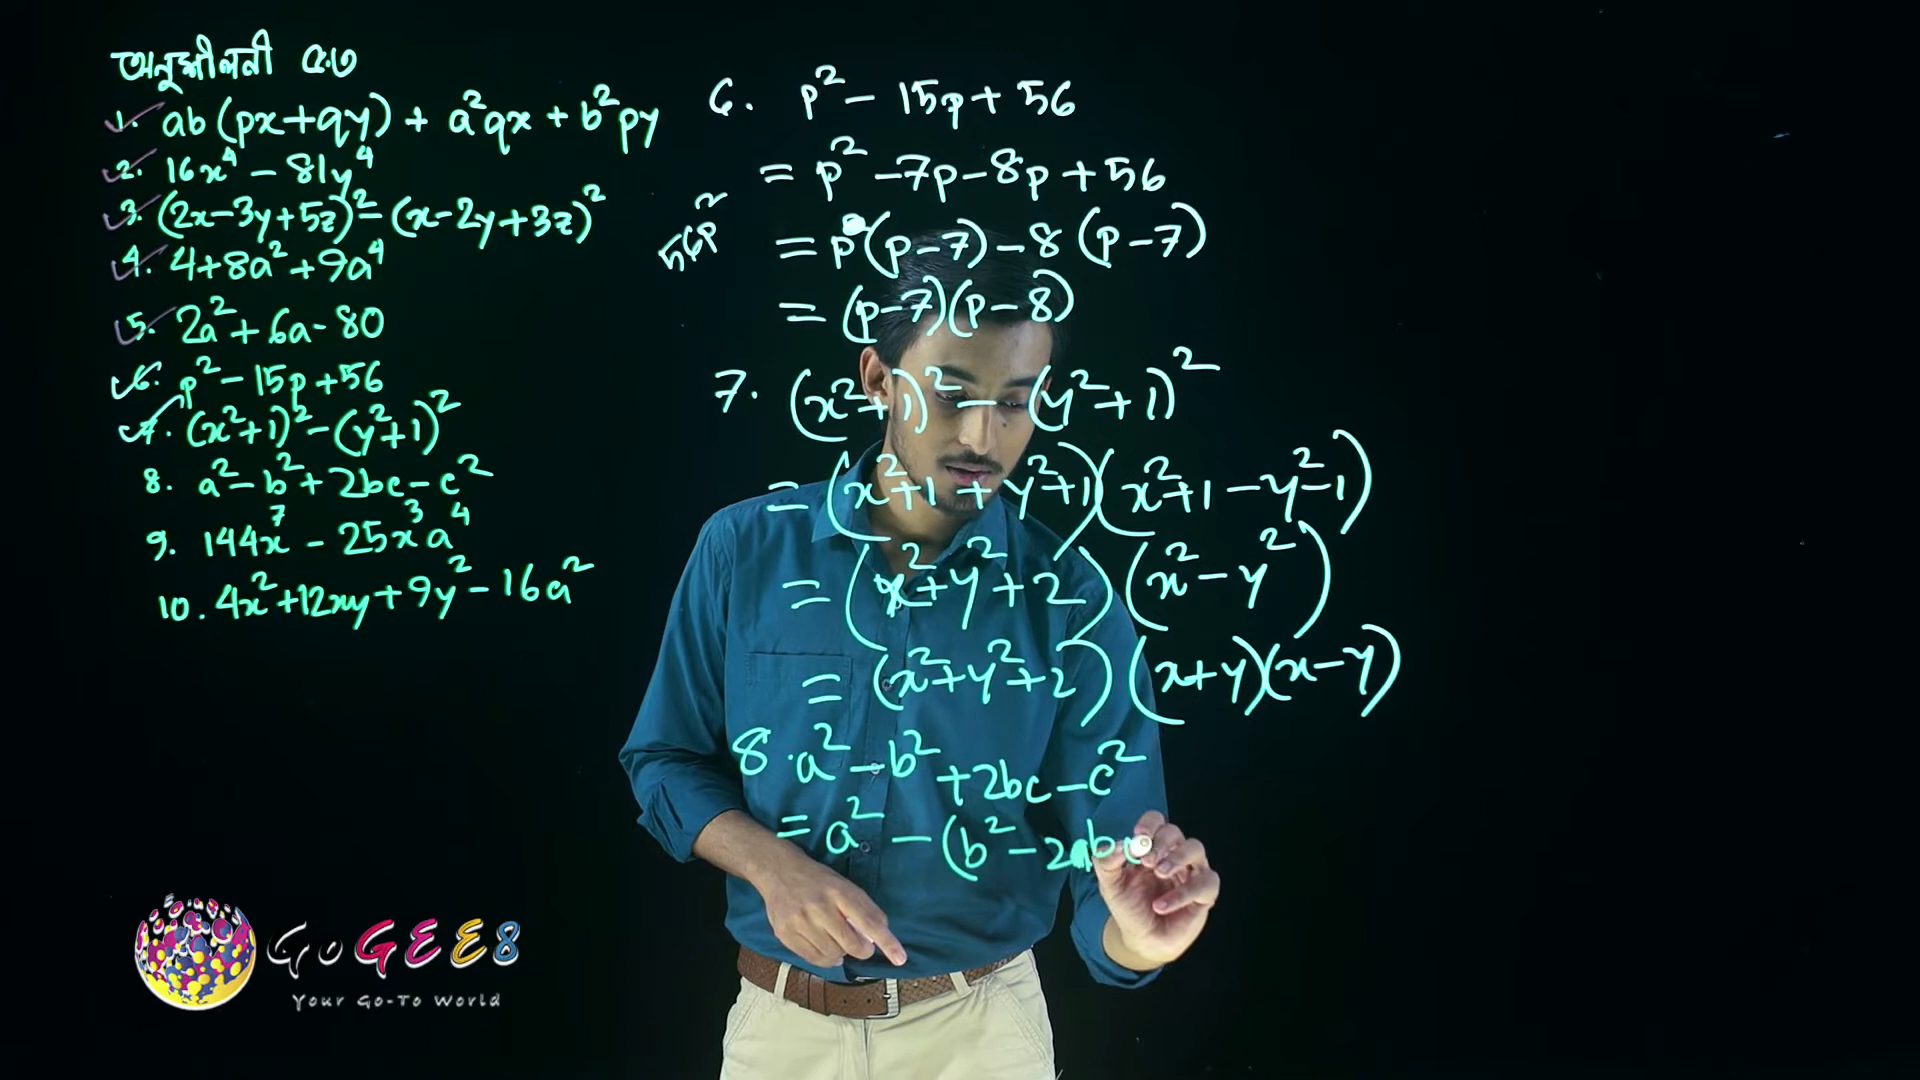 অনুশীলনী ৫.৩
1. ab(px+qy) + a²qx + b²py
2. 16x⁴ – 81y⁴
3. (2x–3y+5z)² – (x–2y+3z)²
4. 4+8a²+9a⁴
5. 2a²+6a–80
6. p²–15p+56
7. (x²+1)²–(y²+1)²
8. a²–b²+2bc–c²
9. 144x⁷ – 25x³a⁴
10. 4x²+12xy+9y²–16a²
6. p²– 15p+56
= p² –7p–8p+56
56p²
= p(p–7)–8(p–7)
= (p–7)(p–8)
7. (x²+1)² – (y²+1)²
= (x²+1+y²+1)(x²+1–y²–1)
= (x²+y²+2)(x²–y²)
= (x²+y²+2)(x+y)(x–y)
8. a²–b²+2bc–c²
= a² – (b²–2bc
GoGEE8
Your Go-To World